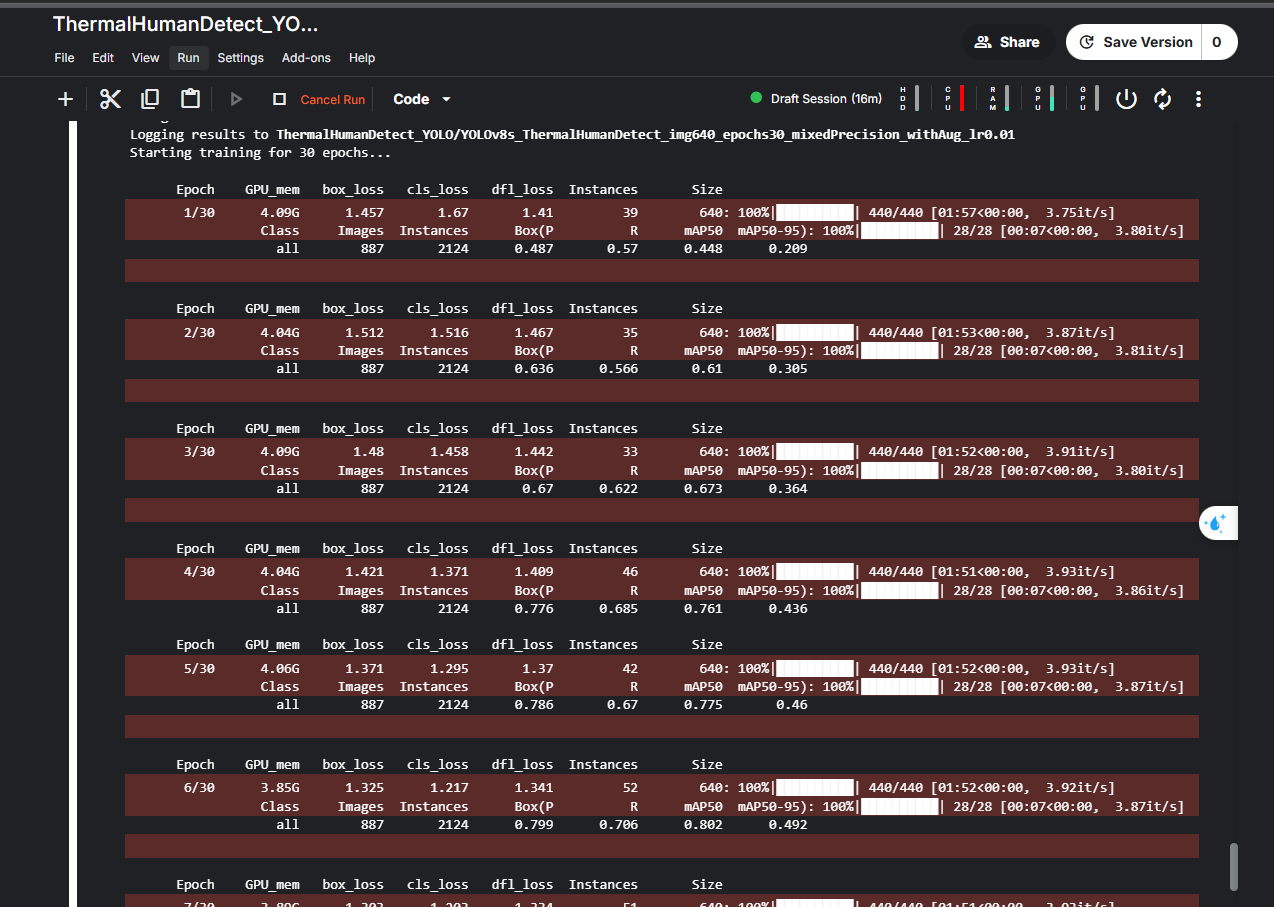 ThermalHumanDetect_YO...
File Edit View Run Settings Add-ons Help
Share
Save Version 0
Cancel Run
Code
Draft Session (16m)
HDD CPU RAM GPU GPU
Logging results to ThermalHumanDetect_YOLO/YOLOv8s_ThermalHumanDetect_img640_epochs30_mixedPrecision_withAug_lr0.01
Starting training for 30 epochs...
Epoch GPU_mem box_loss cls_loss dfl_loss Instances Size
1/30 4.09G 1.457 1.67 1.41 39 640: 100%|██████████| 440/440 [01:57<00:00, 3.75it/s]
Class Images Instances Box(P R mAP50 mAP50-95): 100%|██████████| 28/28 [00:07<00:00, 3.80it/s]
all 887 2124 0.487 0.57 0.448 0.209
Epoch GPU_mem box_loss cls_loss dfl_loss Instances Size
2/30 4.04G 1.512 1.516 1.467 35 640: 100%|██████████| 440/440 [01:53<00:00, 3.87it/s]
Class Images Instances Box(P R mAP50 mAP50-95): 100%|██████████| 28/28 [00:07<00:00, 3.81it/s]
all 887 2124 0.636 0.566 0.61 0.305
Epoch GPU_mem box_loss cls_loss dfl_loss Instances Size
3/30 4.09G 1.48 1.458 1.442 33 640: 100%|██████████| 440/440 [01:52<00:00, 3.91it/s]
Class Images Instances Box(P R mAP50 mAP50-95): 100%|██████████| 28/28 [00:07<00:00, 3.80it/s]
all 887 2124 0.67 0.622 0.673 0.364
Epoch GPU_mem box_loss cls_loss dfl_loss Instances Size
4/30 4.04G 1.421 1.371 1.409 46 640: 100%|██████████| 440/440 [01:51<00:00, 3.93it/s]
Class Images Instances Box(P R mAP50 mAP50-95): 100%|██████████| 28/28 [00:07<00:00, 3.86it/s]
all 887 2124 0.776 0.685 0.761 0.436
Epoch GPU_mem box_loss cls_loss dfl_loss Instances Size
5/30 4.06G 1.371 1.295 1.37 42 640: 100%|██████████| 440/440 [01:52<00:00, 3.93it/s]
Class Images Instances Box(P R mAP50 mAP50-95): 100%|██████████| 28/28 [00:07<00:00, 3.87it/s]
all 887 2124 0.786 0.67 0.775 0.46
Epoch GPU_mem box_loss cls_loss dfl_loss Instances Size
6/30 3.85G 1.325 1.217 1.341 52 640: 100%|██████████| 440/440 [01:52<00:00, 3.92it/s]
Class Images Instances Box(P R mAP50 mAP50-95): 100%|██████████| 28/28 [00:07<00:00, 3.87it/s]
all 887 2124 0.799 0.706 0.802 0.492
Epoch GPU_mem box_loss cls_loss dfl_loss Instances Size